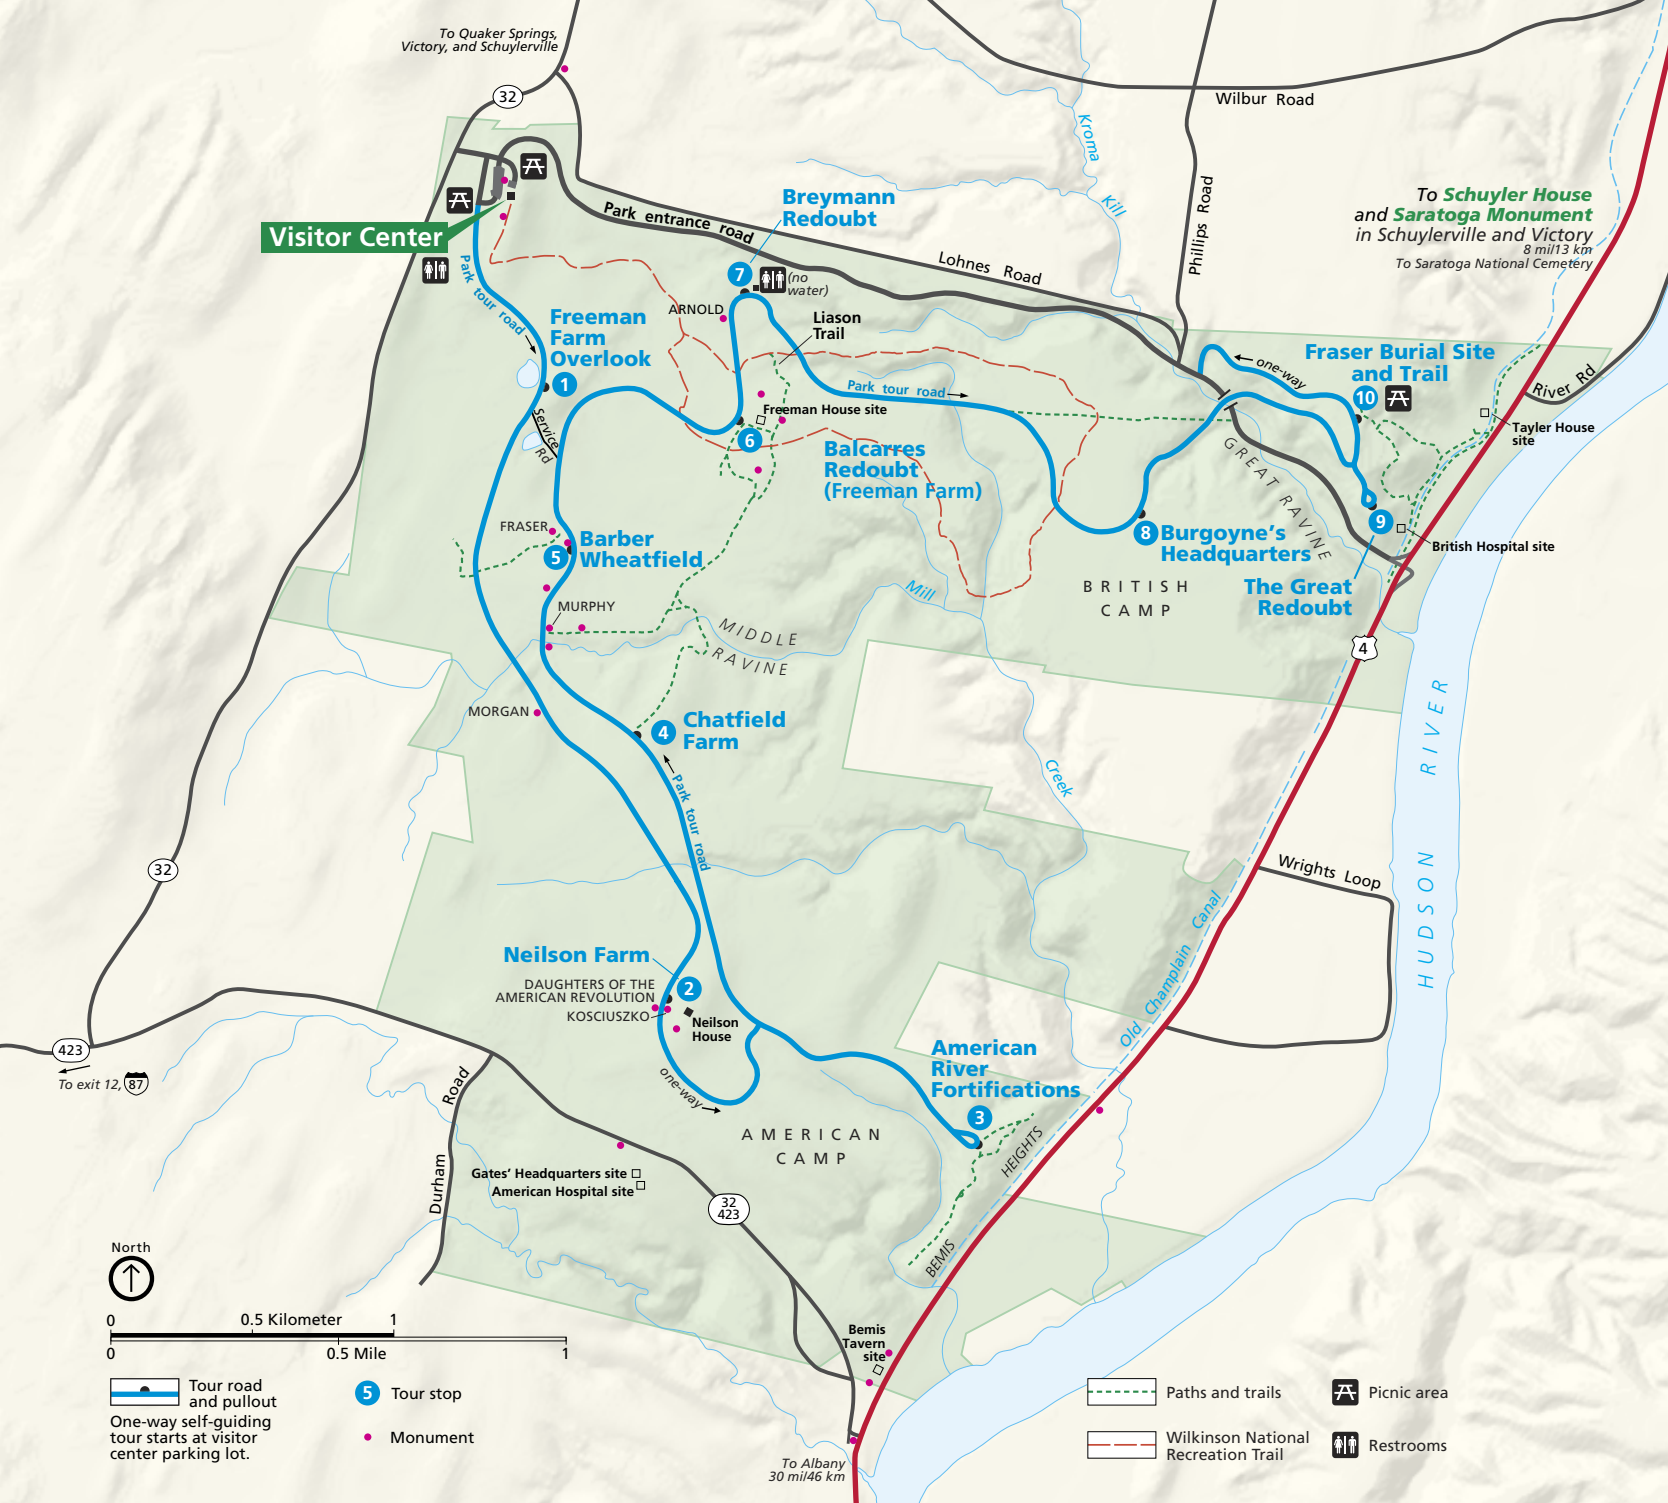 To Quaker Springs,
Victory, and Schuylerville
32
Wilbur Road
Kroma
Kill
Phillips Road
To Schuyler House
and Saratoga Monument
in Schuylerville and Victory
8 mi/13 km
To Saratoga National Cemetery
Visitor Center
Park entrance road
Breymann
Redoubt
7
(no
water)
Lohnes Road
Park tour road
ARNOLD
Liason
Trail
Freeman
Farm
Overlook
1
Service
Rd
Park tour road
one-way
Fraser Burial Site
and Trail
10
River Rd
Freeman House site
6
Tayler House
site
Balcarres
Redoubt
(Freeman Farm)
GREAT RAVINE
FRASER
Barber
Wheatfield
5
8
Burgoyne's
Headquarters
9
British Hospital site
The Great
Redoubt
BRITISH
CAMP
Mill
MURPHY
MIDDLE
RAVINE
4
MORGAN
4
Chatfield
Farm
Park tour road
Creek
HUDSON RIVER
32
Wrights Loop
Old Champlain Canal
Neilson Farm
2
DAUGHTERS OF THE
AMERICAN REVOLUTION
KOSCIUSZKO
Neilson
House
423
To exit 12, 87
American
River
Fortifications
3
one-way
Durham Road
AMERICAN
CAMP
BEMIS HEIGHTS
Gates' Headquarters site
American Hospital site
32
423
North
0 0.5 Kilometer 1
0 0.5 Mile 1
Bemis
Tavern
site
Tour road
and pullout
5 Tour stop
One-way self-guiding
tour starts at visitor
center parking lot.
Monument
To Albany
30 mi/46 km
Paths and trails
Picnic area
Wilkinson National
Recreation Trail
Restrooms